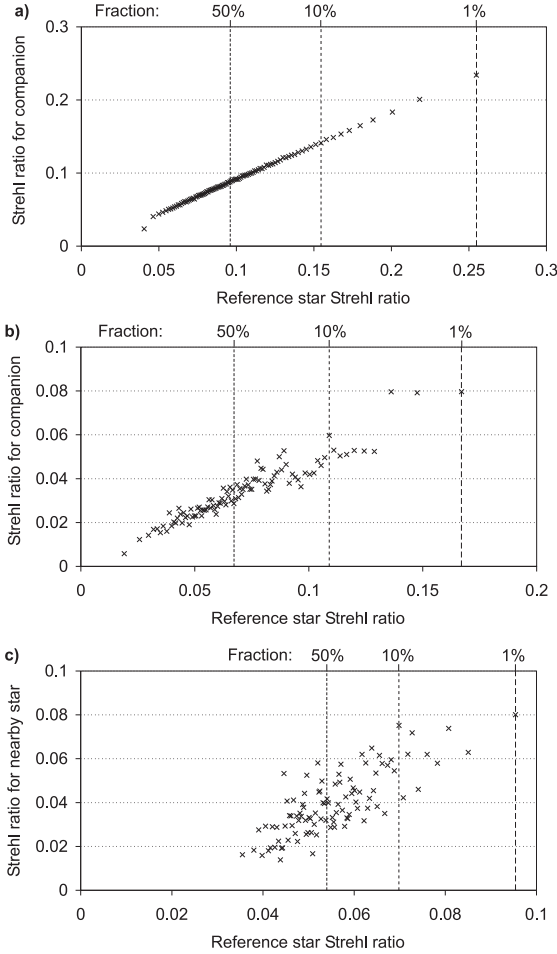 a)
Fraction: 50% 10% 1%
0.3
0.2
0.1
0
Strehl ratio for companion
0 0.05 0.1 0.15 0.2 0.25 0.3
Reference star Strehl ratio
b)
Fraction: 50% 10% 1%
0.1
0.08
0.06
0.04
0.02
0
Strehl ratio for companion
0 0.05 0.1 0.15 0.2
Reference star Strehl ratio
c)
Fraction: 50% 10% 1%
0.1
0.08
0.06
0.04
0.02
0
Strehl ratio for nearby star
0 0.02 0.04 0.06 0.08 0.1
Reference star Strehl ratio